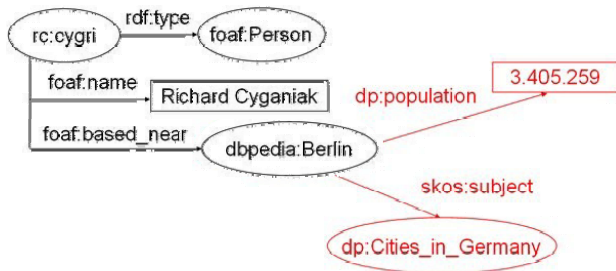 rc:cygri
rdf:type
foaf:Person
foaf:name
Richard Cyganiak
foaf:based_near
dbpedia:Berlin
dp:population
3.405.259
skos:subject
dp:Cities_in_Germany